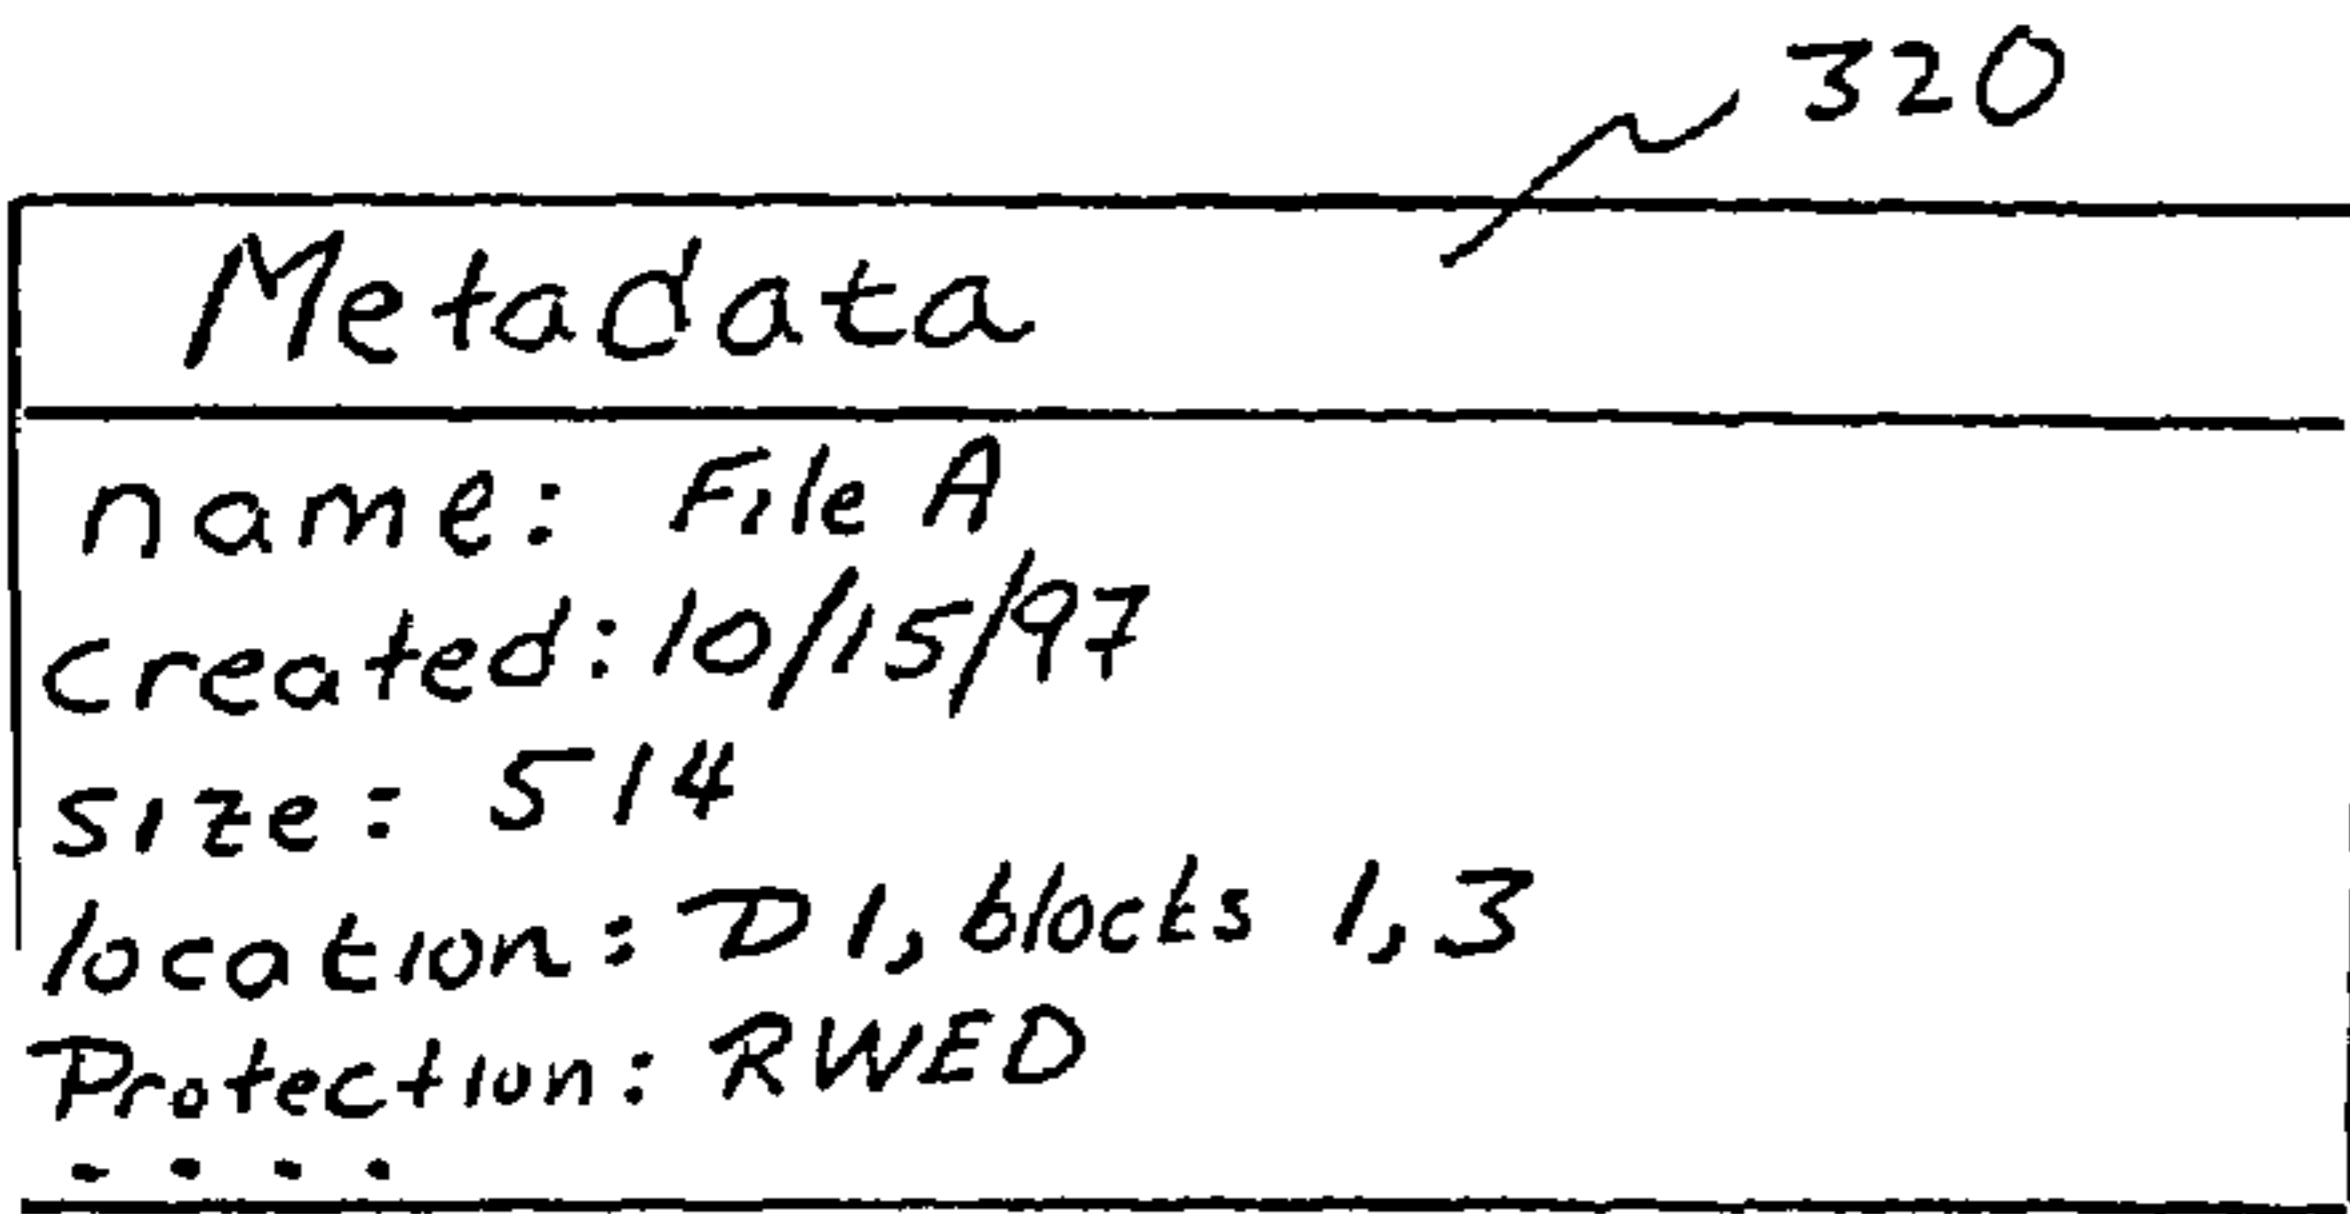 320
Metadata
name: File A
created: 10/15/97
size: 514
location: D1, blocks 1,3
Protection: RWED
. . . .